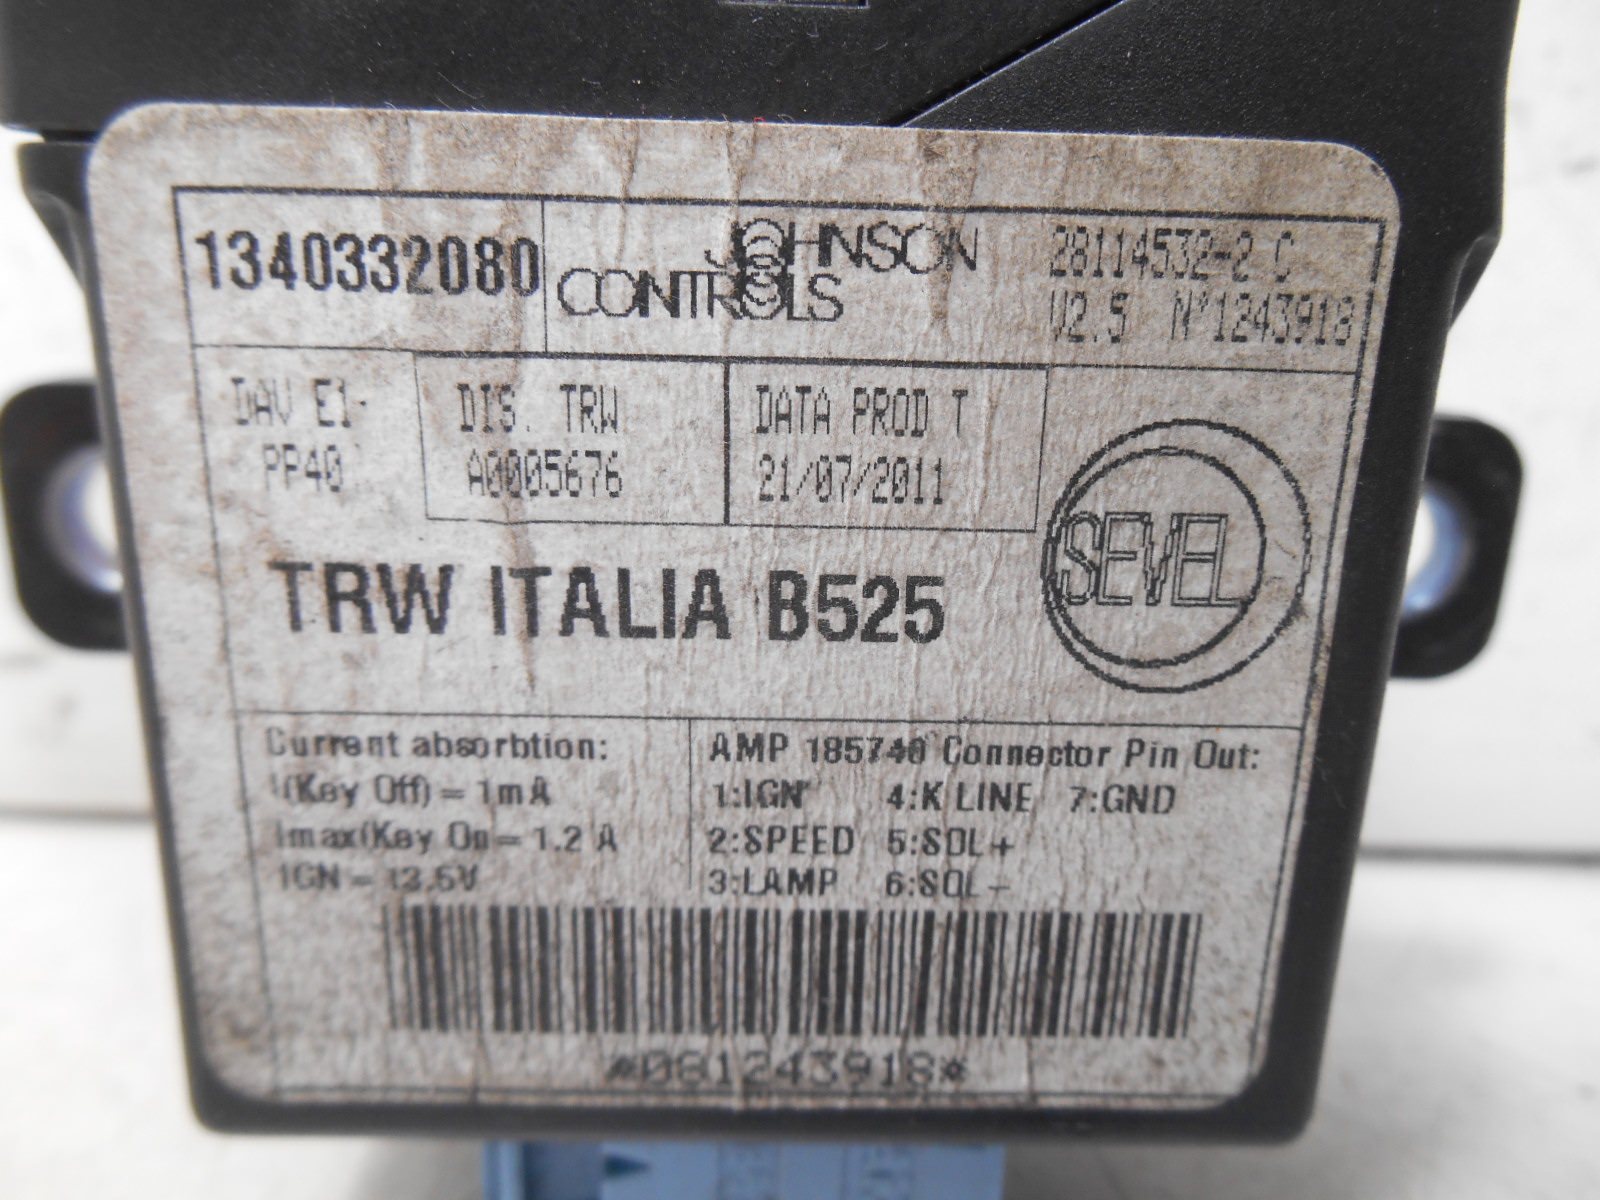 1340332080
JOHNSON
CONTROLS
28114532-2 C
V2.5 N°1243918
DAV E1-
PP40
DIS. TRW
A0005676
DATA PROD T
21/07/2011
SEVEL
TRW ITALIA B525
Current absorbtion:
I(Key Off) = 1mA
Imax(Key On = 1.2 A
IGN = 13.5V
AMP 185740 Connector Pin Out:
1:IGN 4:K LINE 7:GND
2:SPEED 5:SOL+
3:LAMP 6:SOL-
*081243918*